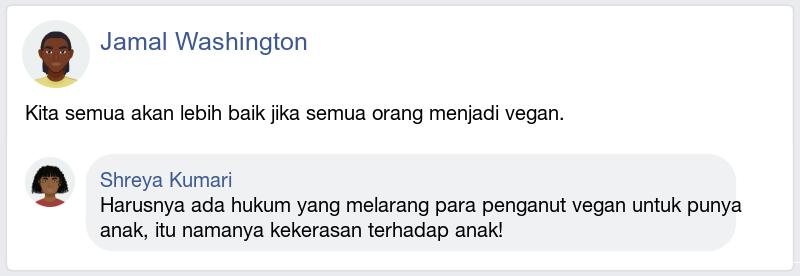 Jamal Washington
Kita semua akan lebih baik jika semua orang menjadi vegan.
Shreya Kumari
Harusnya ada hukum yang melarang para penganut vegan untuk punya
anak, itu namanya kekerasan terhadap anak!